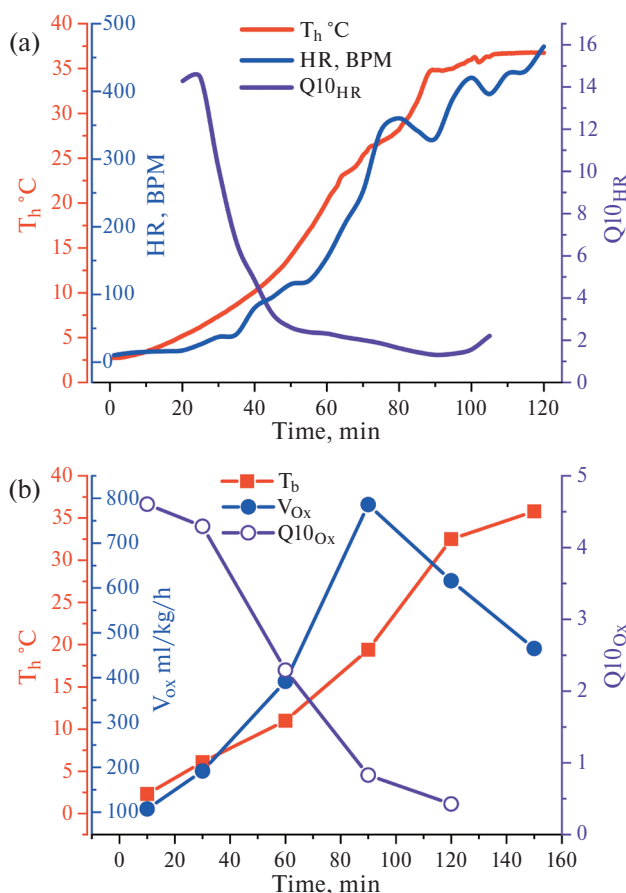 (a)
T_h °C
HR, BPM
Q10_HR
40
35
30
25
20
15
10
5
0
T_h °C
500
400
300
200
100
0
HR, BPM
16
14
12
10
8
6
4
2
0
Q10_HR
0 20 40 60 80 100 120
Time, min
(b)
T_b
V_Ox
Q10_Ox
40
35
30
25
20
15
10
5
0
T_h °C
800
700
600
500
400
300
200
100
V_ox ml/kg/h
5
4
3
2
1
0
Q10_Ox
0 20 40 60 80 100 120 140 160
Time, min